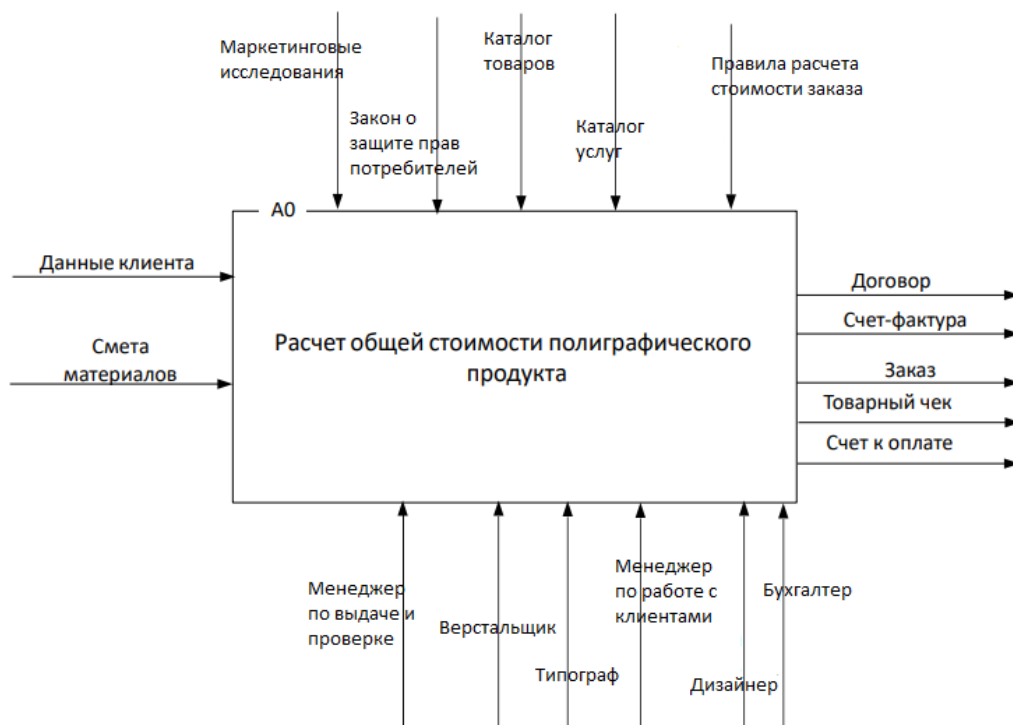 Маркетинговые
исследования
Каталог
товаров
Правила расчета
стоимости заказа
Закон о
защите прав
потребителей
Каталог
услуг
А0
Данные клиента
Смета
материалов
Расчет общей стоимости полиграфического
продукта
Договор
Счет-фактура
Заказ
Товарный чек
Счет к оплате
Менеджер
по выдаче и
проверке
Верстальщик
Типограф
Менеджер
по работе с
клиентами
Дизайнер
Бухгалтер